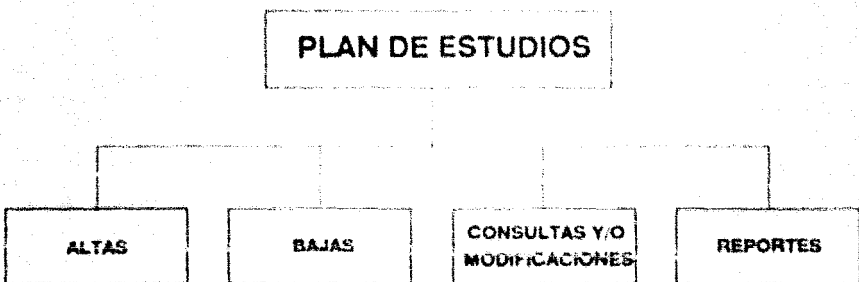 PLAN DE ESTUDIOS
ALTAS
BAJAS
CONSULTAS Y/O
MODIFICACIONES
REPORTES